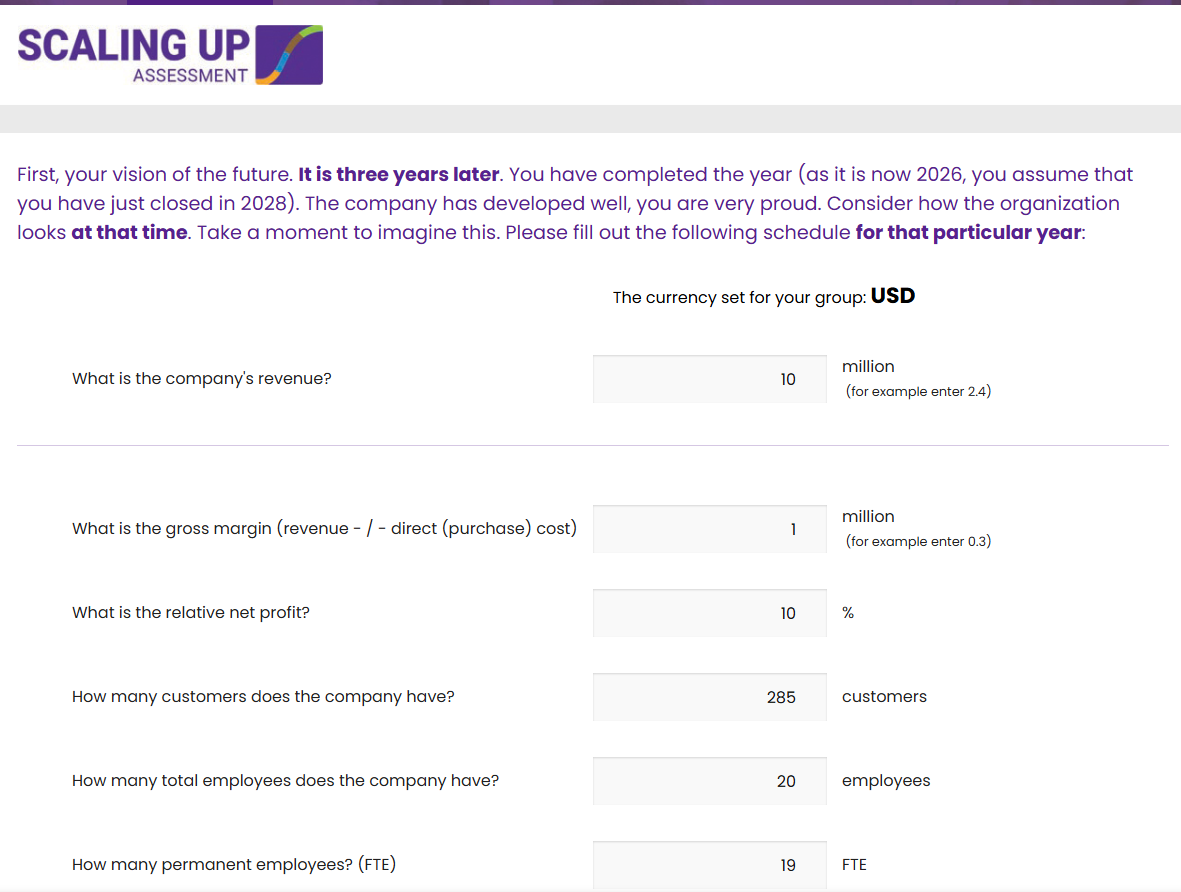 SCALING UP
ASSESSMENT
First, your vision of the future. It is three years later. You have completed the year (as it is now 2026, you assume that
you have just closed in 2028). The company has developed well, you are very proud. Consider how the organization
looks at that time. Take a moment to imagine this. Please fill out the following schedule for that particular year:
The currency set for your group: USD
What is the company's revenue? 10 million
(for example enter 2.4)
What is the gross margin (revenue - / - direct (purchase) cost) 1 million
(for example enter 0.3)
What is the relative net profit? 10 %
How many customers does the company have? 285 customers
How many total employees does the company have? 20 employees
How many permanent employees? (FTE) 19 FTE